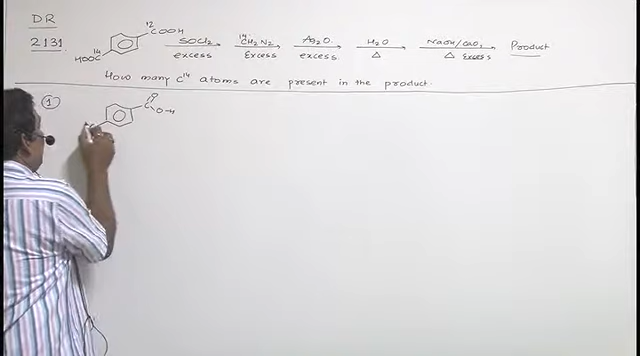 DR
2131
12
COOH
14
HOOC
SOCl₂
excess
14
CH₂N₂
Excess
Ag₂O
excess
H₂O
△
NaOH/CaO,
△ Excess
Product
How many C¹⁴ atoms are present in the product.
1
O
C
O-H